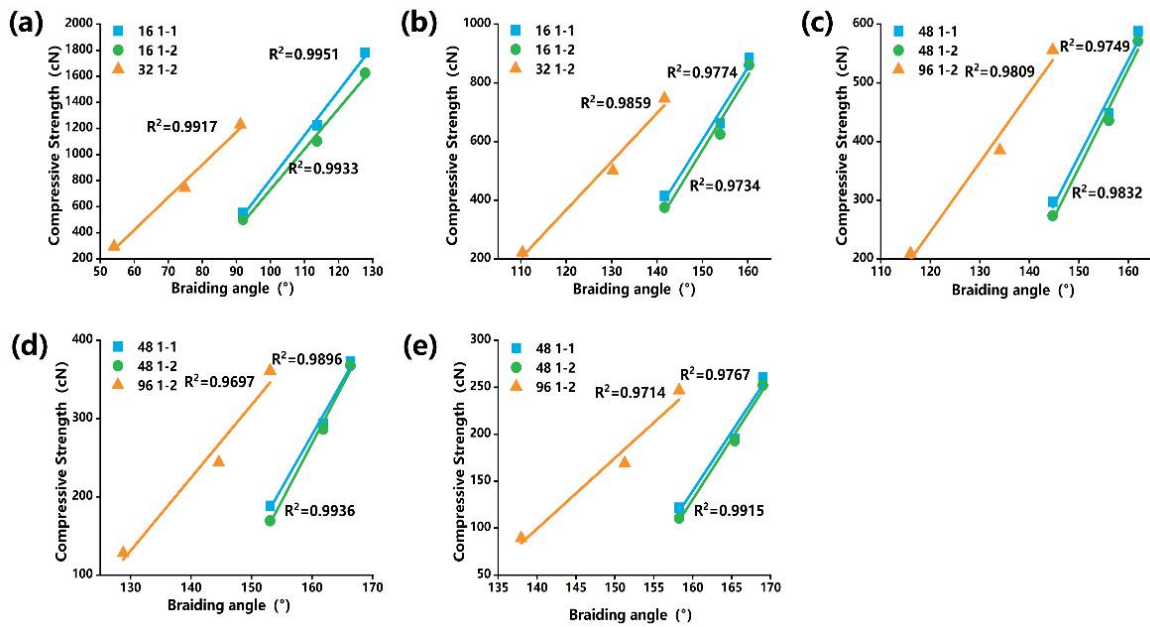 (a)
16 1-1
16 1-2
32 1-2
R²=0.9951
R²=0.9917
R²=0.9933
Compressive Strength (cN)
2000
1800
1600
1400
1200
1000
800
600
400
200
50 60 70 80 90 100 110 120 130
Braiding angle (°)
(b)
16 1-1
16 1-2
32 1-2
R²=0.9774
R²=0.9859
R²=0.9734
Compressive Strength (cN)
1000
800
600
400
200
110 120 130 140 150 160
Braiding angle (°)
(c)
48 1-1
48 1-2
96 1-2
R²=0.9749
R²=0.9809
R²=0.9832
Compressive Strength (cN)
600
500
400
300
200
110 120 130 140 150 160
Braiding angle (°)
(d)
48 1-1
48 1-2
96 1-2
R²=0.9896
R²=0.9697
R²=0.9936
Compressive Strength (cN)
400
300
200
100
130 140 150 160 170
Braiding angle (°)
(e)
48 1-1
48 1-2
96 1-2
R²=0.9767
R²=0.9714
R²=0.9915
Compressive Strength (cN)
300
250
200
150
100
50
135 140 145 150 155 160 165 170
Braiding angle (°)